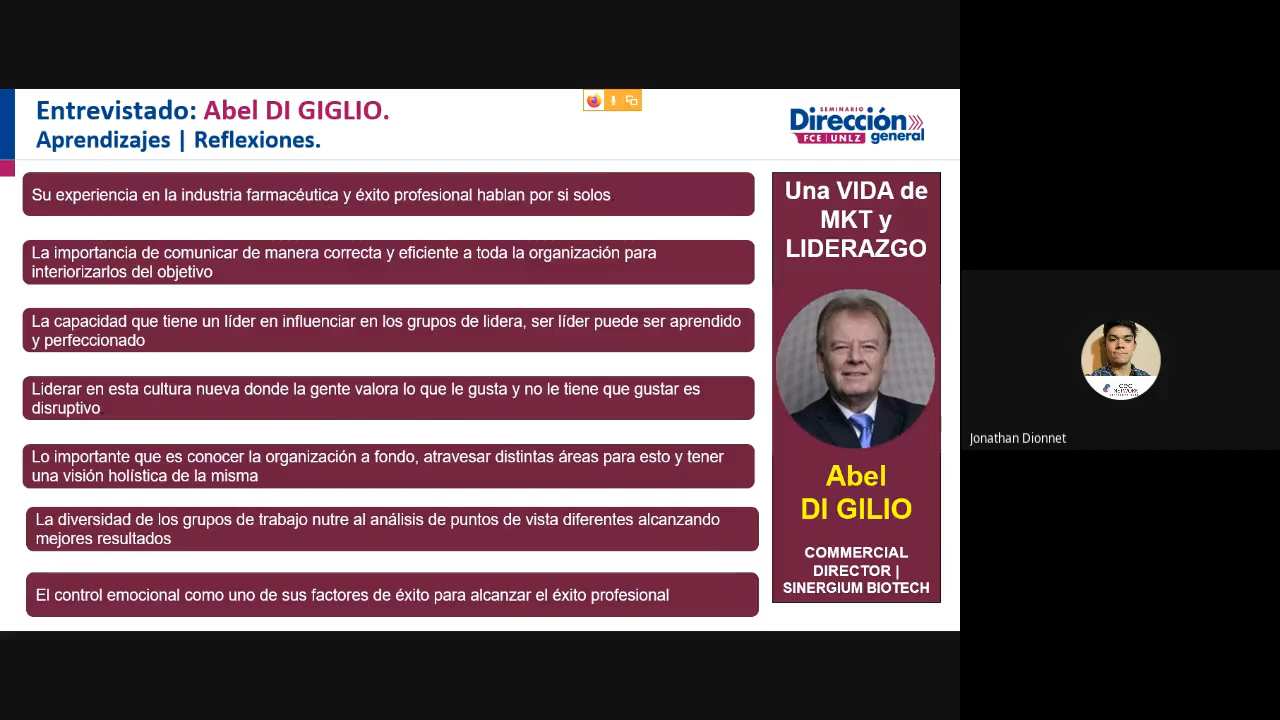 Entrevistado: Abel DI GIGLIO.
Aprendizajes | Reflexiones.
SEMINARIO
Dirección
FCE | UNLZ general
Su experiencia en la industria farmacéutica y éxito profesional hablan por si solos
La importancia de comunicar de manera correcta y eficiente a toda la organización para
interiorizarlos del objetivo
La capacidad que tiene un líder en influenciar en los grupos de lidera, ser líder puede ser aprendido
y perfeccionado
Liderar en esta cultura nueva donde la gente valora lo que le gusta y no le tiene que gustar es
disruptivo.
Lo importante que es conocer la organización a fondo, atravesar distintas áreas para esto y tener
una visión holística de la misma
La diversidad de los grupos de trabajo nutre al análisis de puntos de vista diferentes alcanzando
mejores resultados
El control emocional como uno de sus factores de éxito para alcanzar el éxito profesional
Una VIDA de
MKT y
LIDERAZGO
Abel
DI GILIO
COMMERCIAL
DIRECTOR |
SINERGIUM BIOTECH
Jonathan Dionnet